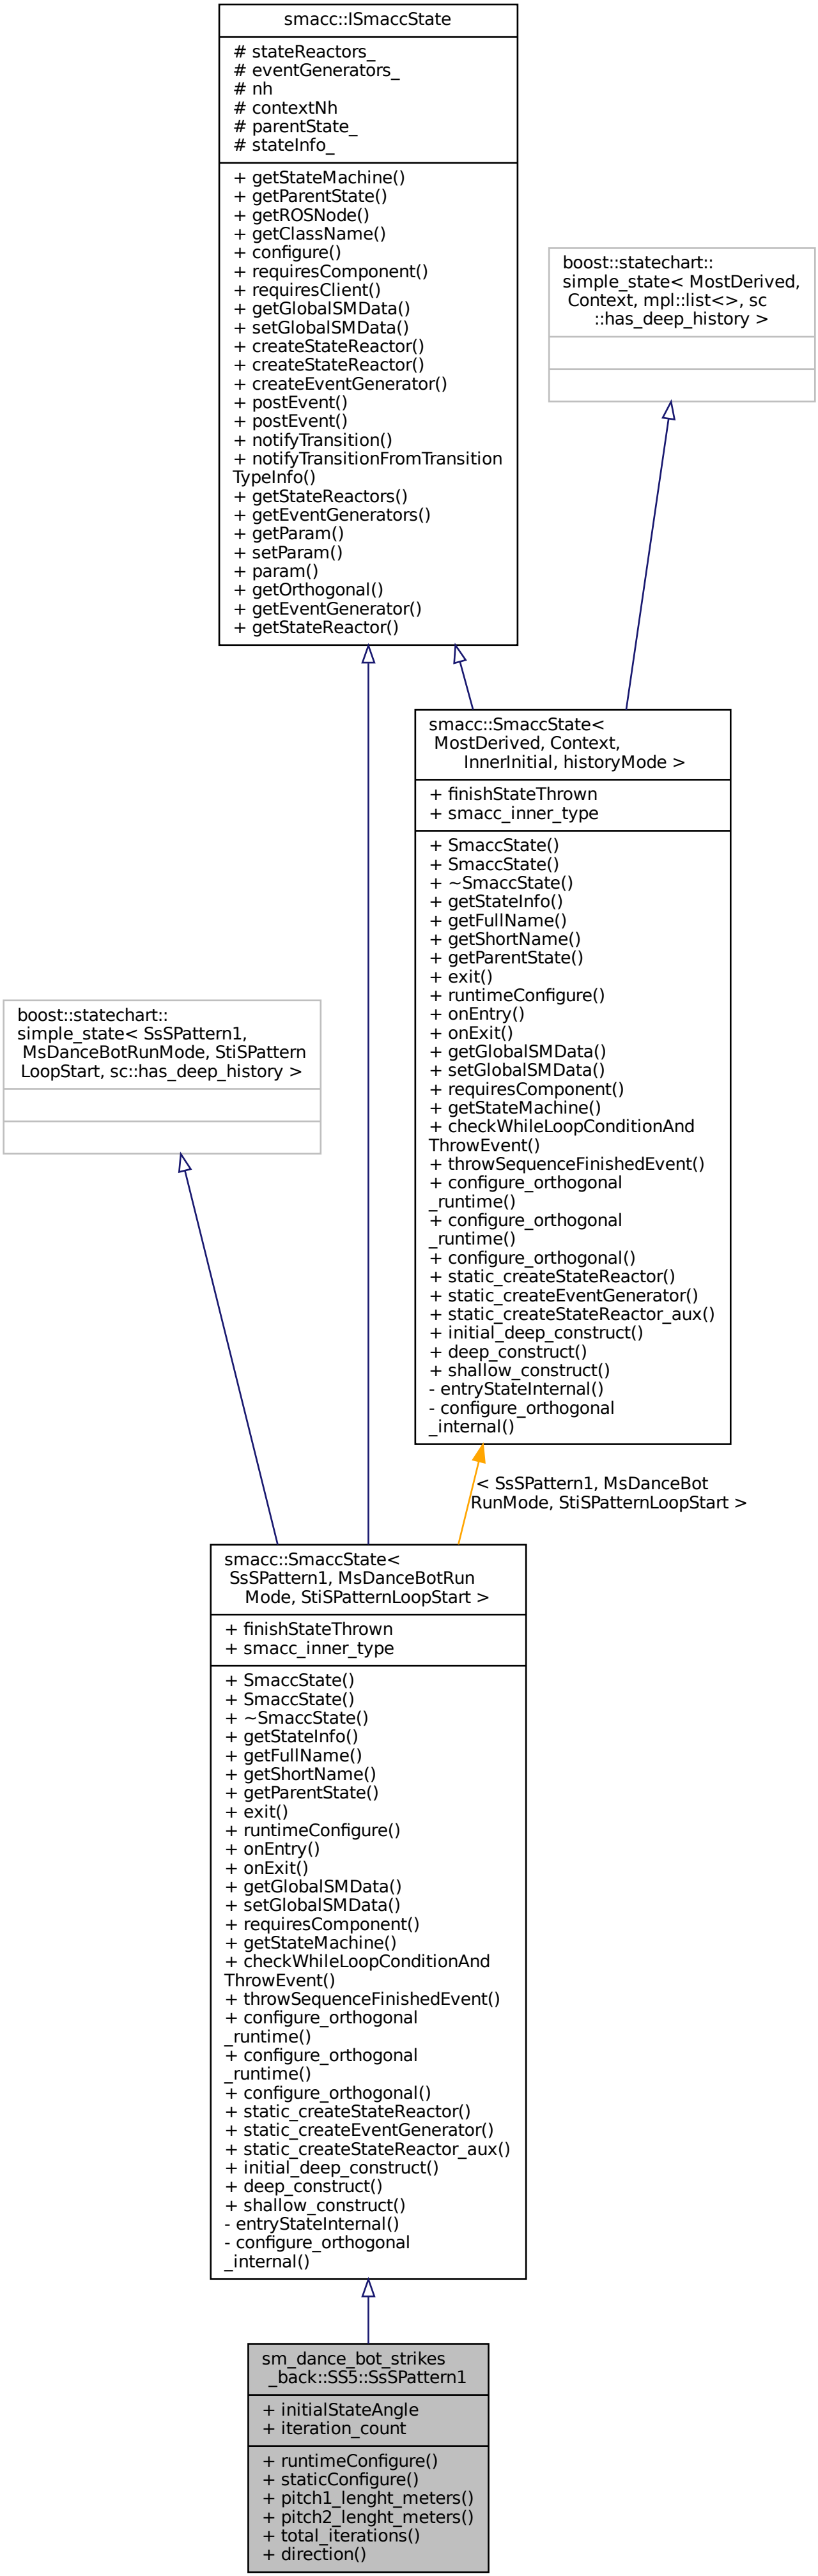 smacc::ISmaccState
# stateReactors_
# eventGenerators_
# nh
# contextNh
# parentState_
# stateInfo_
+ getStateMachine()
+ getParentState()
+ getROSNode()
+ getClassName()
+ configure()
+ requiresComponent()
+ requiresClient()
+ getGlobalSMData()
+ setGlobalSMData()
+ createStateReactor()
+ createStateReactor()
+ createEventGenerator()
+ postEvent()
+ postEvent()
+ notifyTransition()
+ notifyTransitionFromTransition
TypeInfo()
+ getStateReactors()
+ getEventGenerators()
+ getParam()
+ setParam()
+ param()
+ getOrthogonal()
+ getEventGenerator()
+ getStateReactor()
boost::statechart::
simple_state< MostDerived,
Context, mpl::list<>, sc
::has_deep_history >
smacc::SmaccState<
MostDerived, Context,
InnerInitial, historyMode >
+ finishStateThrown
+ smacc_inner_type
+ SmaccState()
+ SmaccState()
+ ~SmaccState()
+ getStateInfo()
+ getFullName()
+ getShortName()
+ getParentState()
+ exit()
+ runtimeConfigure()
+ onEntry()
+ onExit()
+ getGlobalSMData()
+ setGlobalSMData()
+ requiresComponent()
+ getStateMachine()
+ checkWhileLoopConditionAnd
ThrowEvent()
+ throwSequenceFinishedEvent()
+ configure_orthogonal
_runtime()
+ configure_orthogonal
_runtime()
+ configure_orthogonal()
+ static_createStateReactor()
+ static_createEventGenerator()
+ static_createStateReactor_aux()
+ initial_deep_construct()
+ deep_construct()
+ shallow_construct()
- entryStateInternal()
- configure_orthogonal
_internal()
boost::statechart::
simple_state< SsSPattern1,
MsDanceBotRunMode, StiSPattern
LoopStart, sc::has_deep_history >
< SsSPattern1, MsDanceBot
RunMode, StiSPatternLoopStart >
smacc::SmaccState<
SsSPattern1, MsDanceBotRun
Mode, StiSPatternLoopStart >
+ finishStateThrown
+ smacc_inner_type
+ SmaccState()
+ SmaccState()
+ ~SmaccState()
+ getStateInfo()
+ getFullName()
+ getShortName()
+ getParentState()
+ exit()
+ runtimeConfigure()
+ onEntry()
+ onExit()
+ getGlobalSMData()
+ setGlobalSMData()
+ requiresComponent()
+ getStateMachine()
+ checkWhileLoopConditionAnd
ThrowEvent()
+ throwSequenceFinishedEvent()
+ configure_orthogonal
_runtime()
+ configure_orthogonal
_runtime()
+ configure_orthogonal()
+ static_createStateReactor()
+ static_createEventGenerator()
+ static_createStateReactor_aux()
+ initial_deep_construct()
+ deep_construct()
+ shallow_construct()
- entryStateInternal()
- configure_orthogonal
_internal()
sm_dance_bot_strikes
_back::SS5::SsSPattern1
+ initialStateAngle
+ iteration_count
+ runtimeConfigure()
+ staticConfigure()
+ pitch1_lenght_meters()
+ pitch2_lenght_meters()
+ total_iterations()
+ direction()